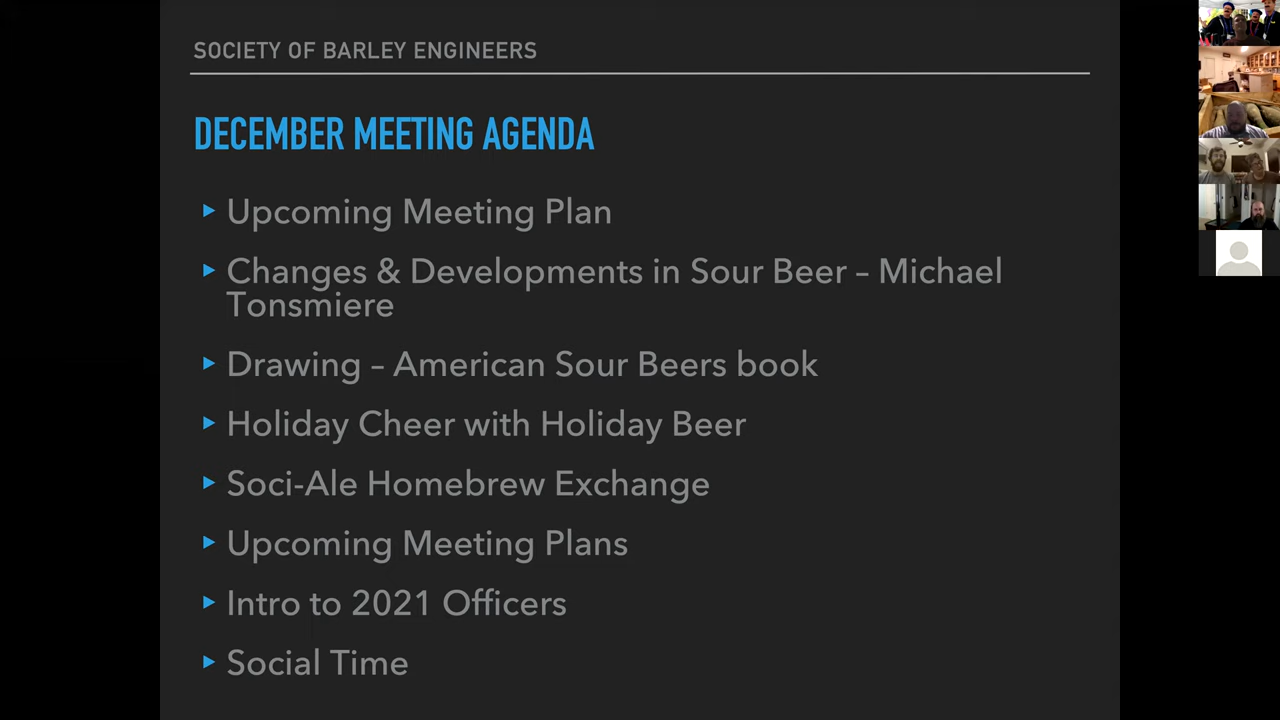 SOCIETY OF BARLEY ENGINEERS
DECEMBER MEETING AGENDA
Upcoming Meeting Plan
Changes & Developments in Sour Beer – Michael
Tonsmiere
Drawing – American Sour Beers book
Holiday Cheer with Holiday Beer
Soci-Ale Homebrew Exchange
Upcoming Meeting Plans
Intro to 2021 Officers
Social Time